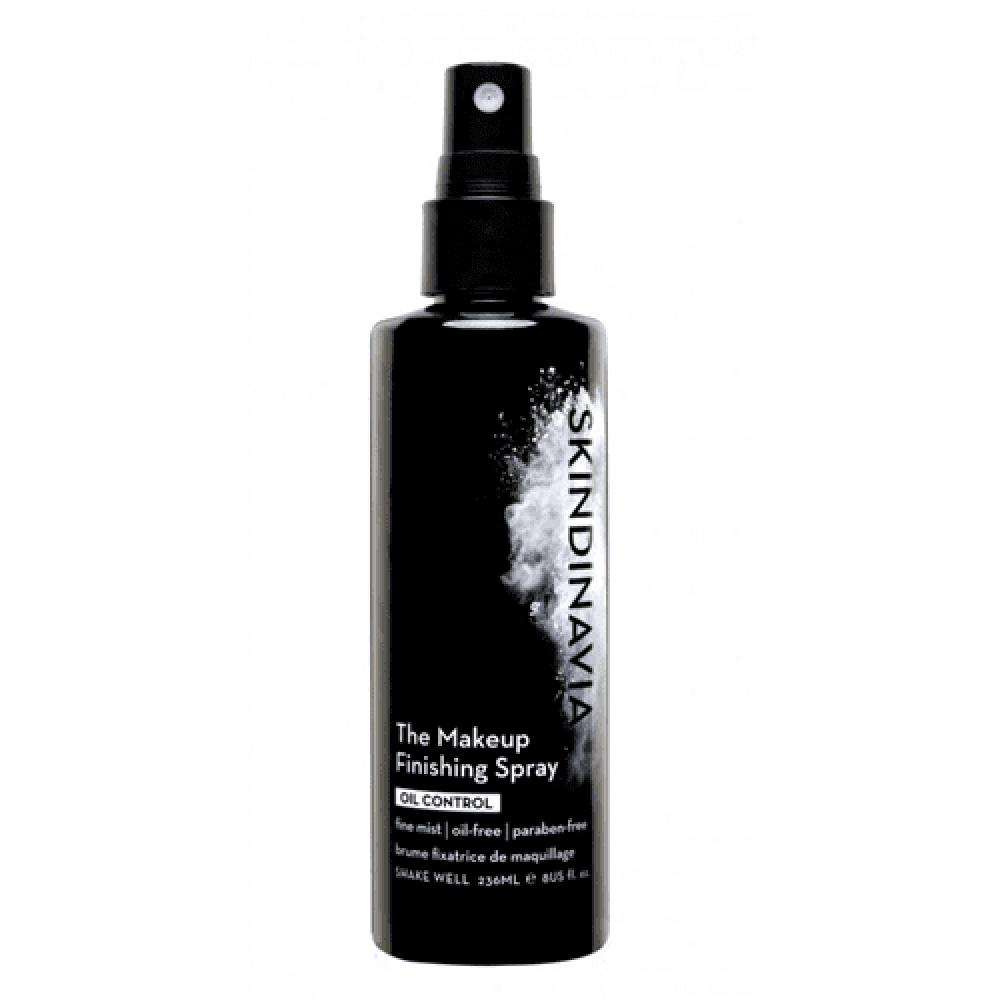 SKINDINAVIA
The Makeup
Finishing Spray
OIL CONTROL
fine mist | oil-free | paraben-free
brume fixatrice de maquillage
SHAKE WELL 236ML ℮ 8US fl. oz.